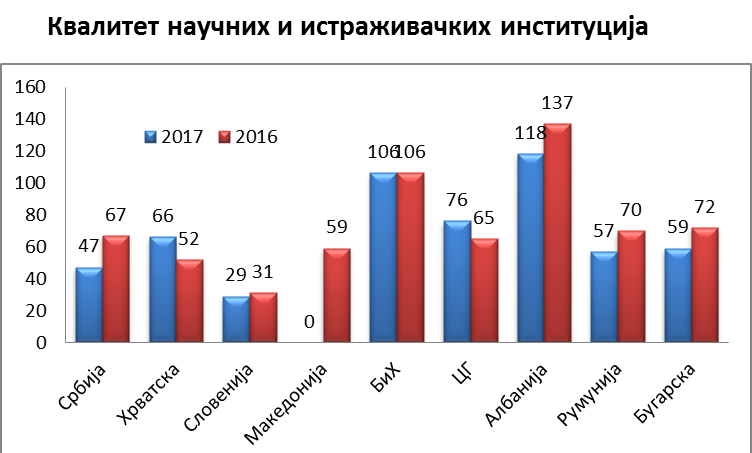 Квалитет научних и истраживачких институција
160
140
120
100
80
60
40
20
0
2017 2016
47 67
66 52
29 31
0 59
106 106
76 65
118 137
57 70
59 72
Србија
Хрватска
Словенија
Македонија
БиХ
ЦГ
Албанија
Румунија
Бугарска